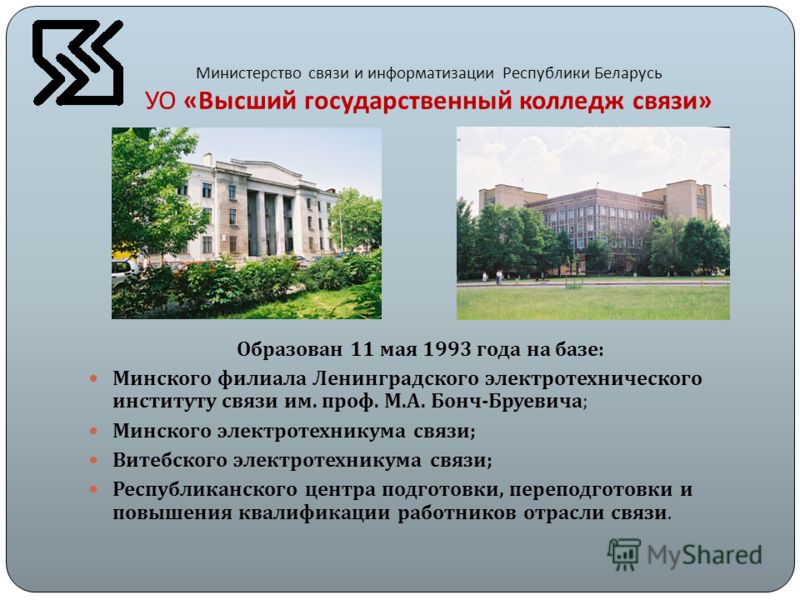 Министерство связи и информатизации Республики Беларусь
УО «Высший государственный колледж связи»
Образован 11 мая 1993 года на базе:
Минского филиала Ленинградского электротехнического
институту связи им. проф. М.А. Бонч-Бруевича;
Минского электротехникума связи;
Витебского электротехникума связи;
Республиканского центра подготовки, переподготовки и
повышения квалификации работников отрасли связи.
MyShared